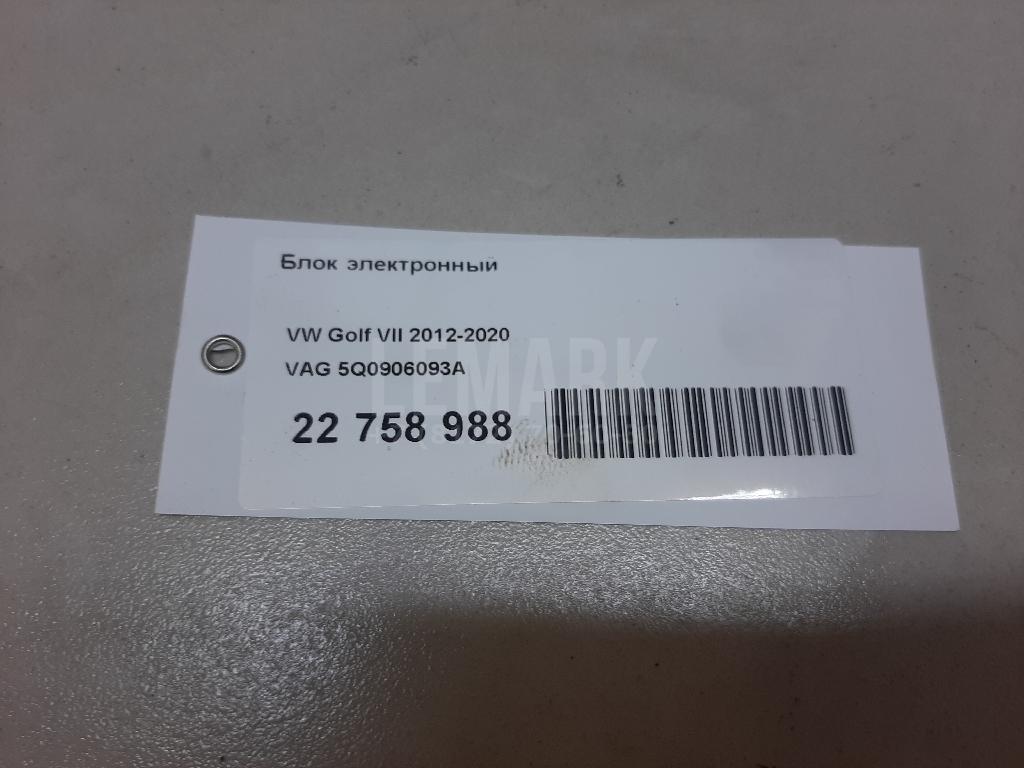 Блок электронный
VW Golf VII 2012-2020
VAG 5Q0906093A
22 758 988
LEMARK